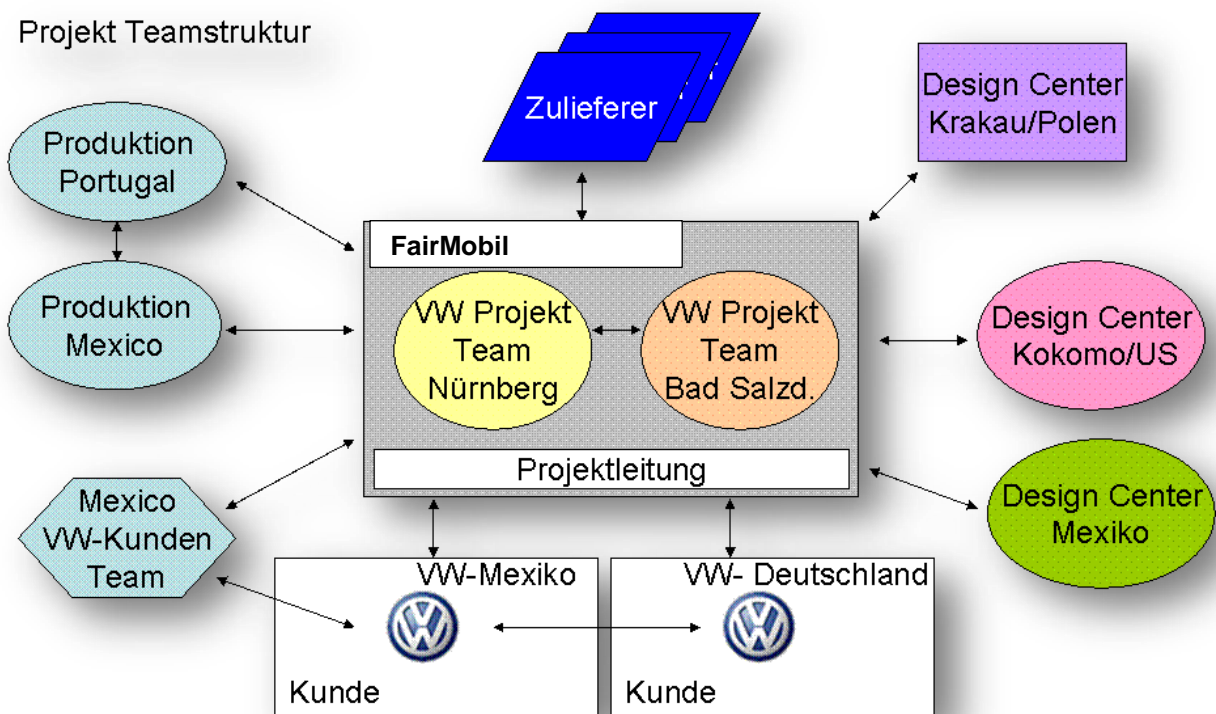 Projekt Teamstruktur
Zulieferer
Design Center
Krakau/Polen
Produktion
Portugal
FairMobil
Produktion
Mexico
VW Projekt
Team
Nürnberg
VW Projekt
Team
Bad Salzd.
Design Center
Kokomo/US
Projektleitung
Mexico
VW-Kunden
Team
Design Center
Mexiko
VW-Mexiko
Kunde
VW- Deutschland
Kunde